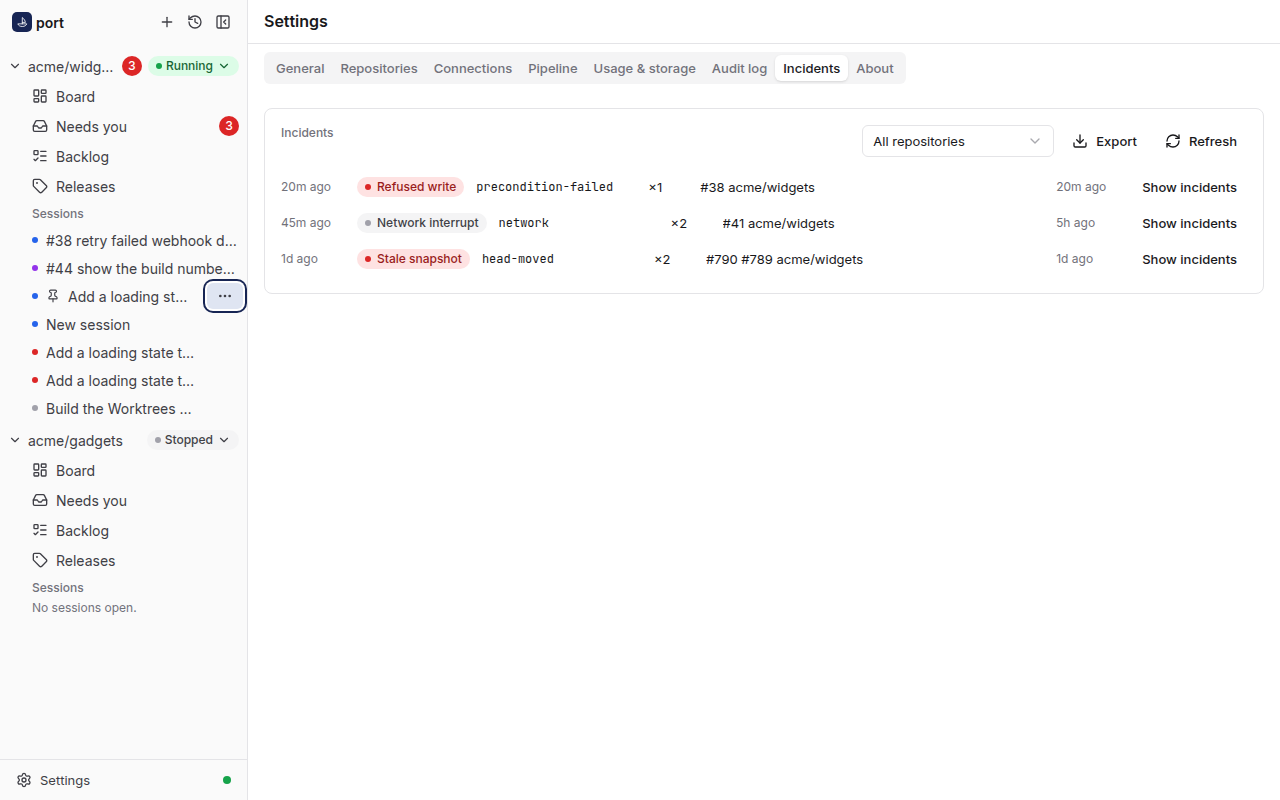 port
Settings
General Repositories Connections Pipeline Usage & storage Audit log Incidents About
acme/widg... 3 Running
Board
Needs you 3
Backlog
Releases
Sessions
#38 retry failed webhook d...
#44 show the build numbe...
Add a loading st...
New session
Add a loading state t...
Add a loading state t...
Build the Worktrees ...
acme/gadgets Stopped
Board
Needs you
Backlog
Releases
Sessions
No sessions open.
Settings
Incidents All repositories Export Refresh
20m ago Refused write precondition-failed ×1 #38 acme/widgets 20m ago Show incidents
45m ago Network interrupt network ×2 #41 acme/widgets 5h ago Show incidents
1d ago Stale snapshot head-moved ×2 #790 #789 acme/widgets 1d ago Show incidents